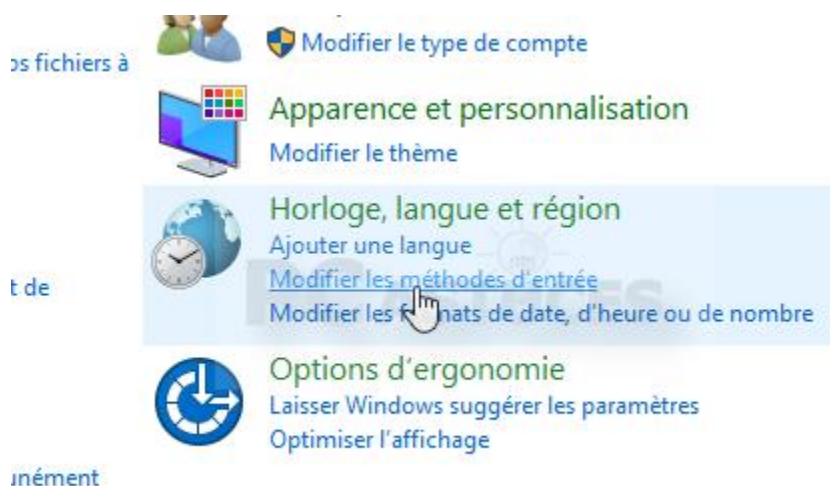 Modifier le type de compte
os fichiers à
Apparence et personnalisation
Modifier le thème
Horloge, langue et région
Ajouter une langue
Modifier les méthodes d'entrée
t de
Modifier les formats de date, d'heure ou de nombre
Options d'ergonomie
Laisser Windows suggérer les paramètres
Optimiser l'affichage
unément